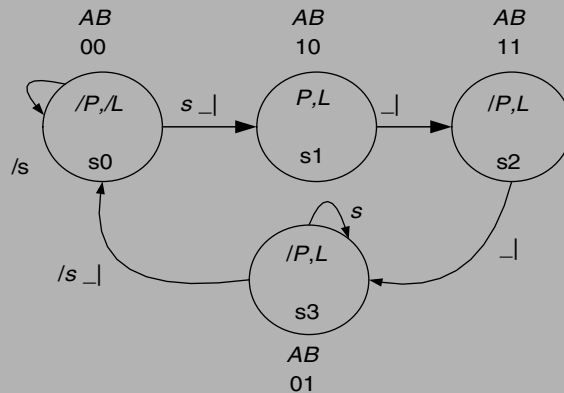 AB AB AB
00 10 11
/P,/L P,L /P,L
s _| _|
/s s0 s1 s2
s
/s _| /P,L _|
s3
AB
01